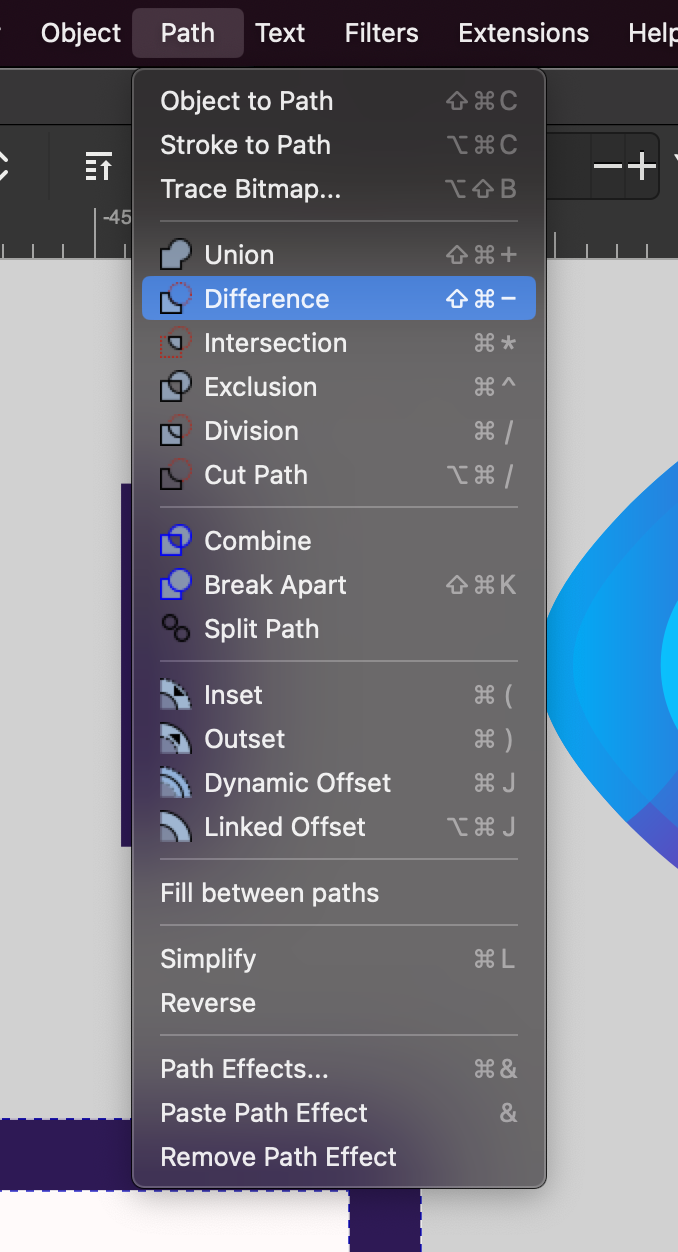 Object Path Text Filters Extensions Help
-45
Object to Path ⇧⌘C
Stroke to Path ⌥⌘C
Trace Bitmap... ⌥⇧B
Union ⇧⌘+
Difference ⇧⌘−
Intersection ⌘*
Exclusion ⌘^
Division ⌘/
Cut Path ⌥⌘/
Combine
Break Apart ⇧⌘K
Split Path
Inset ⌘(
Outset ⌘)
Dynamic Offset ⌘J
Linked Offset ⌥⌘J
Fill between paths
Simplify ⌘L
Reverse
Path Effects... ⌘&
Paste Path Effect &
Remove Path Effect